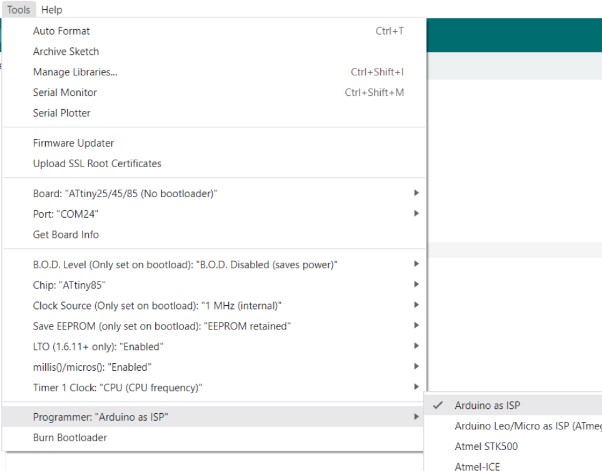 Tools Help
Auto Format Ctrl+T
Archive Sketch
Manage Libraries... Ctrl+Shift+I
Serial Monitor Ctrl+Shift+M
Serial Plotter
Firmware Updater
Upload SSL Root Certificates
Board: "ATtiny25/45/85 (No bootloader)"
Port: "COM24"
Get Board Info
B.O.D. Level (Only set on bootload): "B.O.D. Disabled (saves power)"
Chip: "ATtiny85"
Clock Source (Only set on bootload): "1 MHz (internal)"
Save EEPROM (only set on bootload): "EEPROM retained"
LTO (1.6.11+ only): "Enabled"
millis()/micros(): "Enabled"
Timer 1 Clock: "CPU (CPU frequency)"
Programmer: "Arduino as ISP"
Arduino as ISP
Burn Bootloader
Arduino Leo/Micro as ISP (ATmeg
Atmel STK500
Atmel-ICE